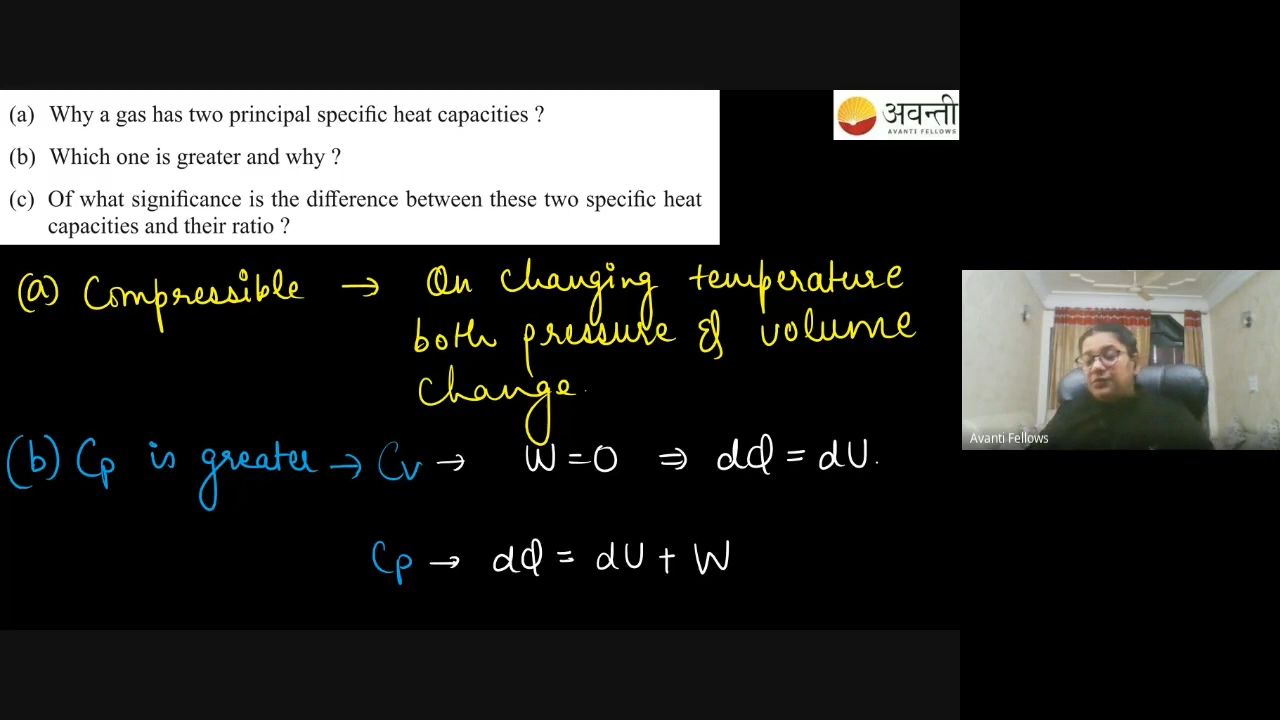 (a) Why a gas has two principal specific heat capacities ?
(b) Which one is greater and why ?
(c) Of what significance is the difference between these two specific heat
capacities and their ratio ?
अवन्ती
AVANTI FELLOWS
(a) Compressible → On changing temperature
both pressure & volume
change.
(b) Cp is greater → Cv → W = 0 ⇒ dQ = dU.
Cp → dQ = dU + W
Avanti Fellows